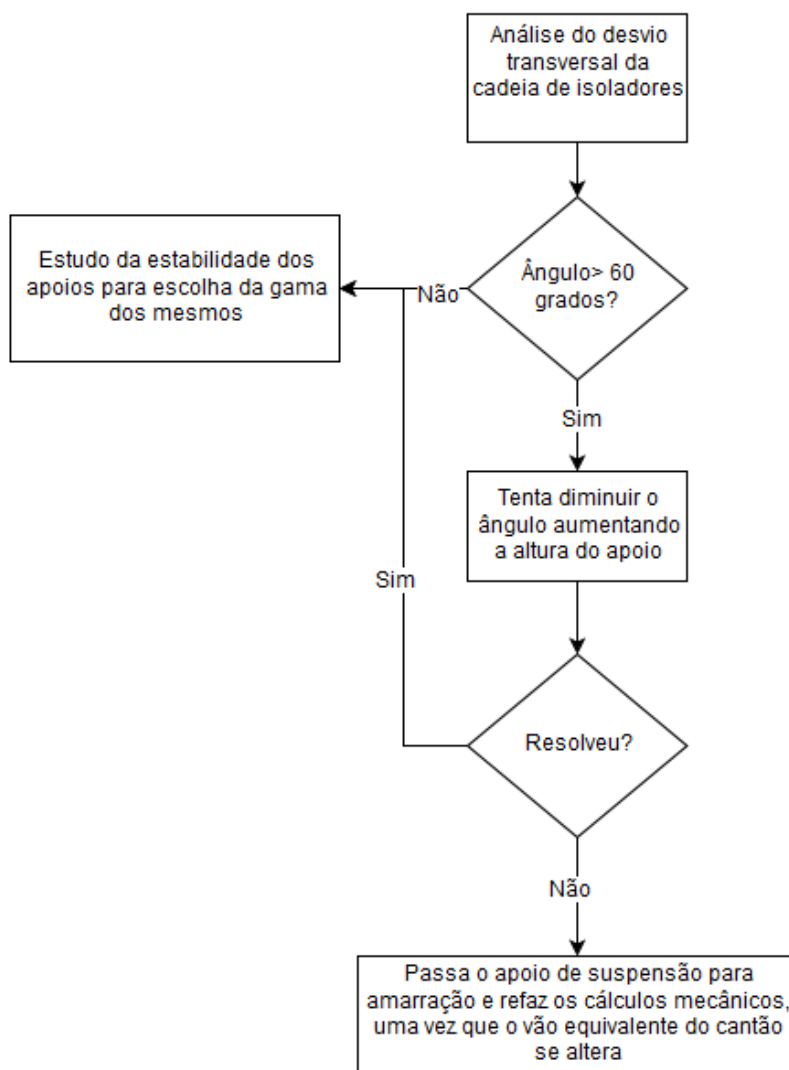 Análise do desvio
transversal da
cadeia de isoladores
Ângulo> 60
grados?
Não
Estudo da estabilidade dos
apoios para escolha da gama
dos mesmos
Sim
Tenta diminuir o
ângulo aumentando
a altura do apoio
Sim
Resolveu?
Não
Passa o apoio de suspensão para
amarração e refaz os cálculos mecânicos,
uma vez que o vão equivalente do cantão
se altera